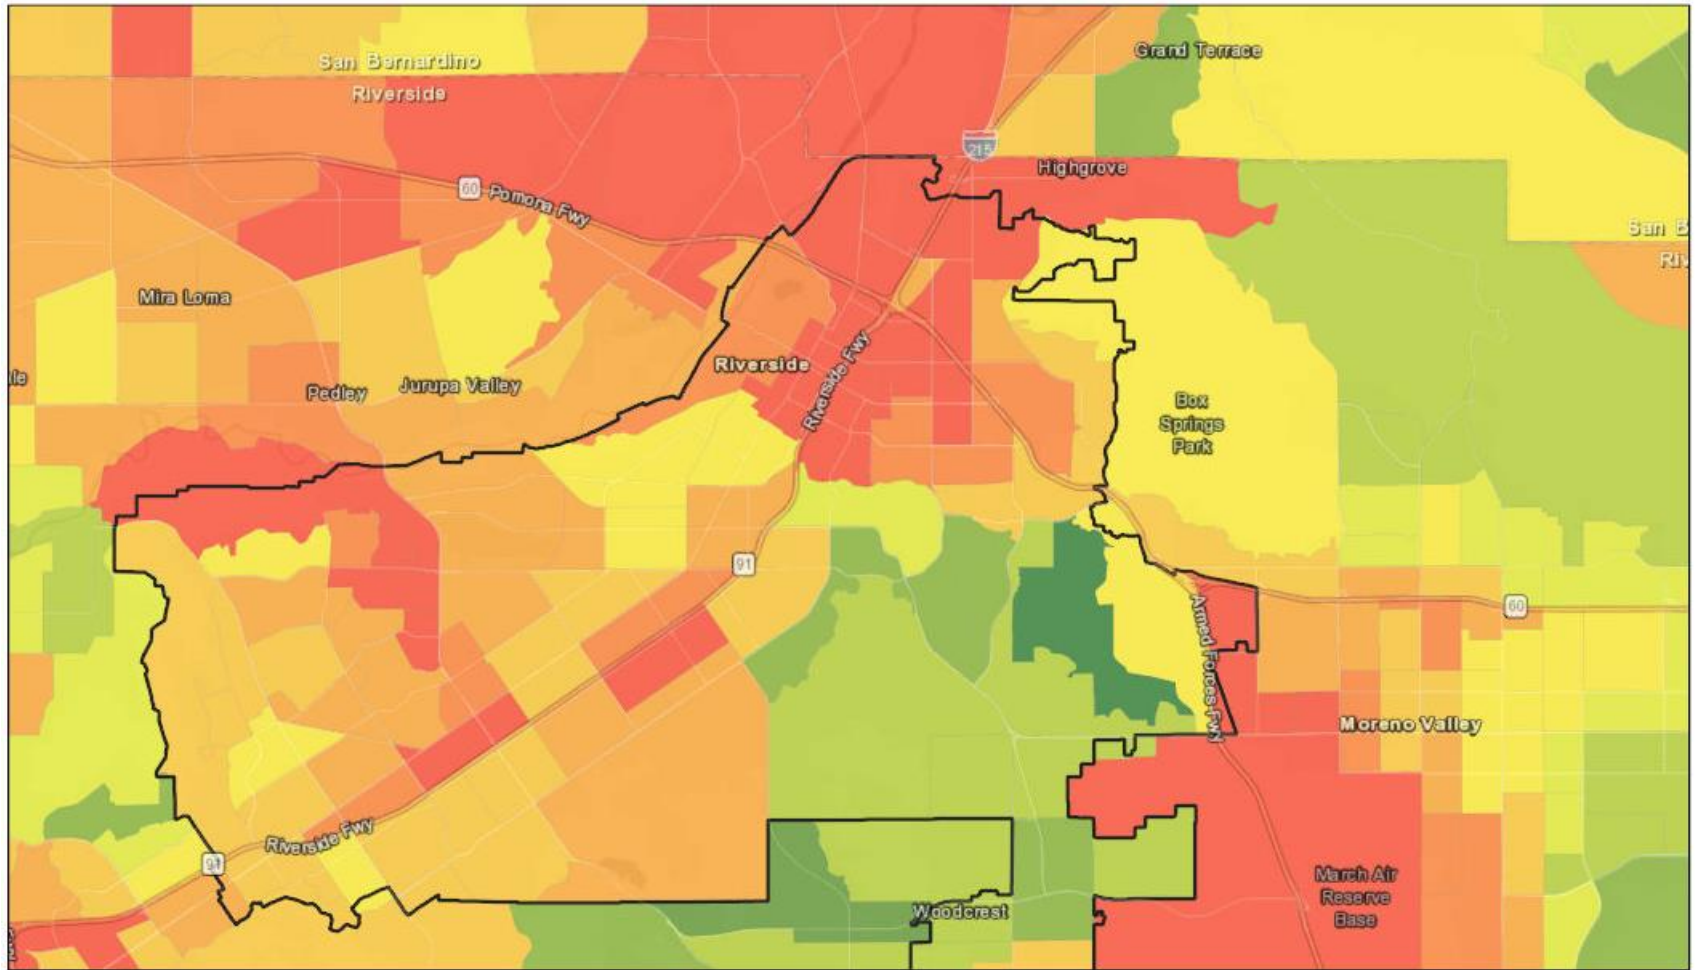 Grand Terrace
San Bernardino
Riverside
215
Highgrove
60
Pomona Fwy
San B
Riv
Mira Loma
Riverside
Riverside Fwy
Pedley
Jurupa Valley
Box
Springs
Park
91
60
Armed Forces Fwy
Moreno Valley
Riverside Fwy
91
March Air
Reserve
Base
Woodcrest